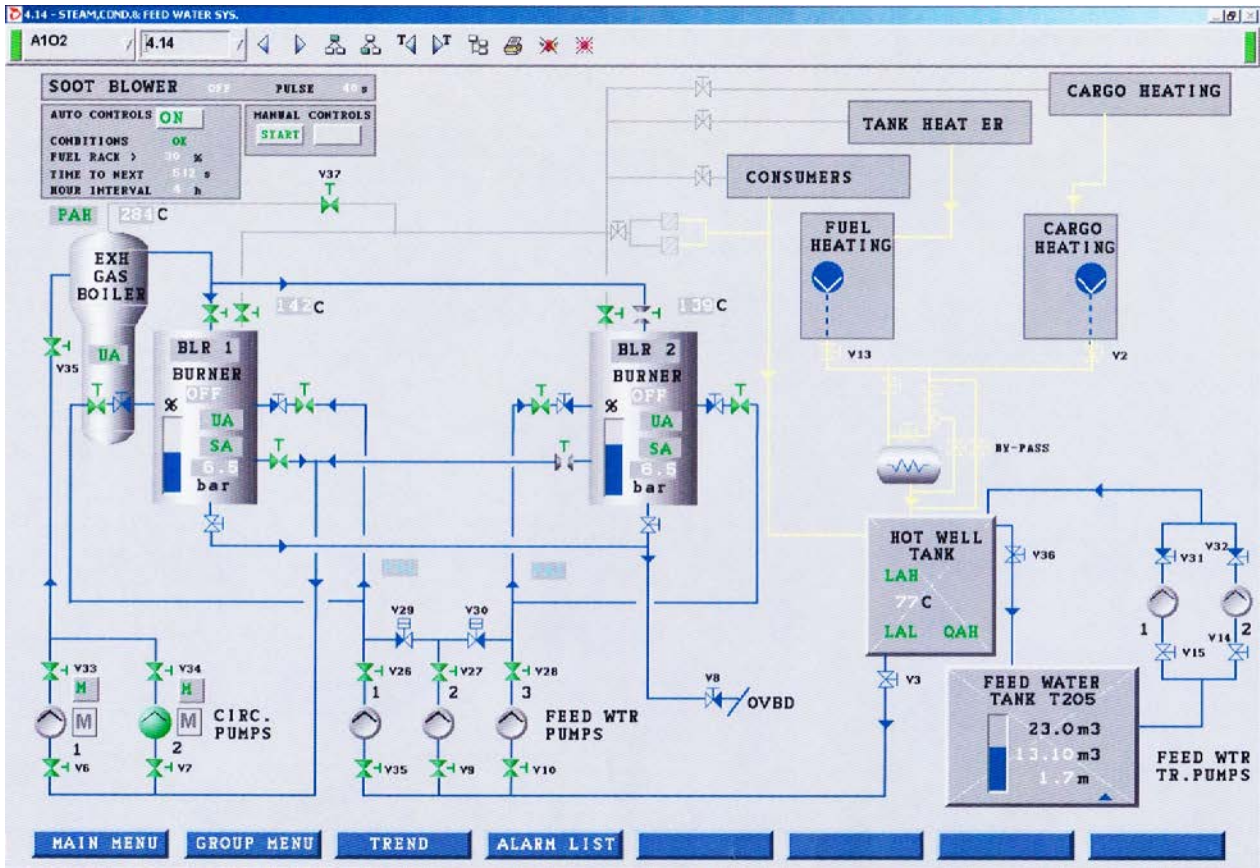 4.14 - STEAM,COND.& FEED WATER SYS.
A1O2
4.14
SOOT BLOWER OFF PULSE 40 s
AUTO CONTROLS ON
CONDITIONS OK
FUEL RACK > 30 %
TIME TO NEXT 512 s
HOUR INTERVAL 4 h
MANUAL CONTROLS
START
CARGO HEATING
TANK HEAT ER
CONSUMERS
V37
PAH 284 C
EXH
GAS
BOILER
UA
V35
142 C
139 C
BLR 1
BURNER
OFF
%
UA
SA
6.5
bar
BLR 2
BURNER
OFF
%
UA
SA
6.5
bar
FUEL
HEATING
CARGO
HEATING
V13
V2
BY-PASS
HOT WELL
TANK
LAH
77 C
LAL QAH
V36
V31
V32
1
2
V15
V14
V3
V29
V30
V33
V34
M
M
M
M
1
2
CIRC.
PUMPS
V6
V7
V26
V27
V28
1
2
3
FEED WTR
PUMPS
V35
V9
V10
V8
OVBD
FEED WATER
TANK T205
23.0 m3
13.10 m3
1.7 m
FEED WTR
TR.PUMPS
MAIN MENU
GROUP MENU
TREND
ALARM LIST